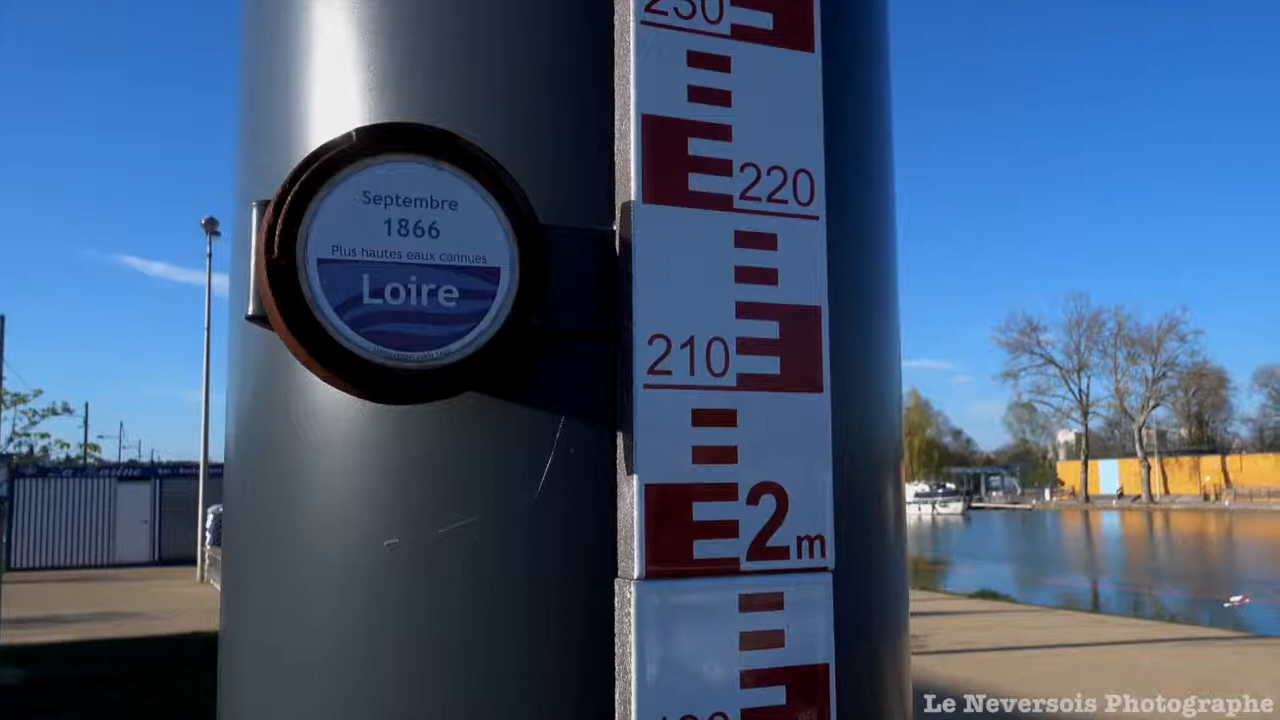 Septembre
1866
Plus hautes eaux connues
Loire
230
220
210
2m
Le Neversois Photographe